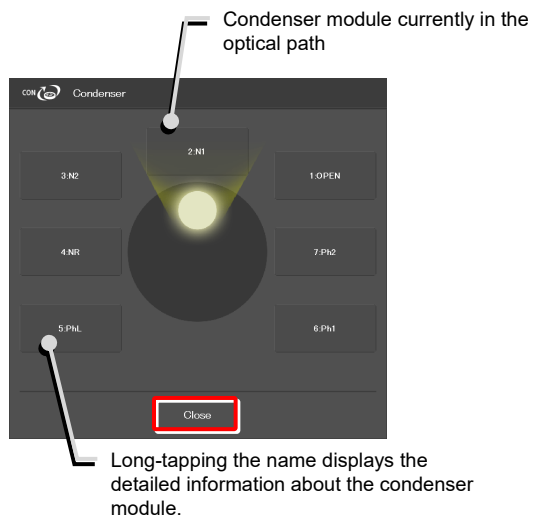 Condenser module currently in the
optical path
CON Condenser
2:N1
3:N2
1:OPEN
4:NR
7:Ph2
5:PhL
6:Ph1
Close
Long-tapping the name displays the
detailed information about the condenser
module.